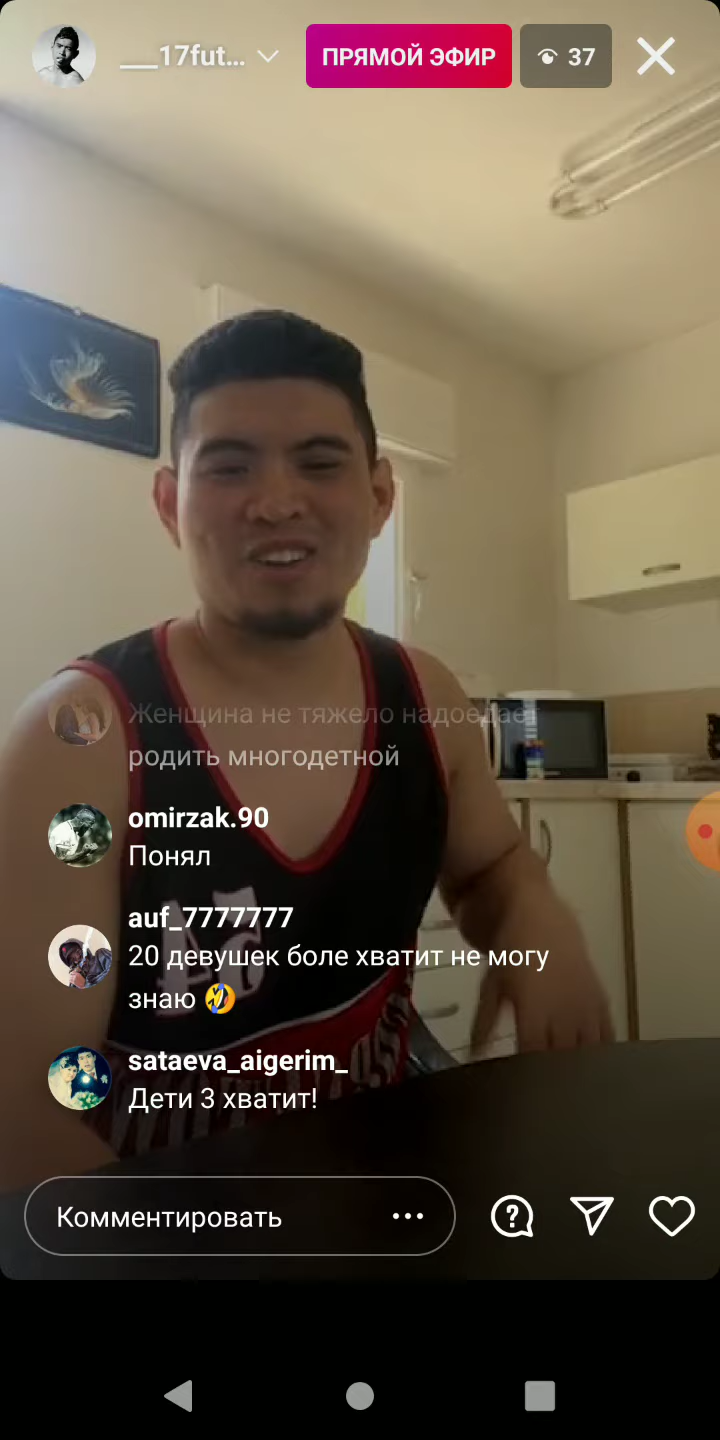 ___17fut...
ПРЯМОЙ ЭФИР
37
Женщина не тяжело надоедает
родить многодетной
omirzak.90
Понял
auf_7777777
20 девушек боле хватит не могу
знаю 🤣
sataeva_aigerim_
Дети 3 хватит!
Комментировать